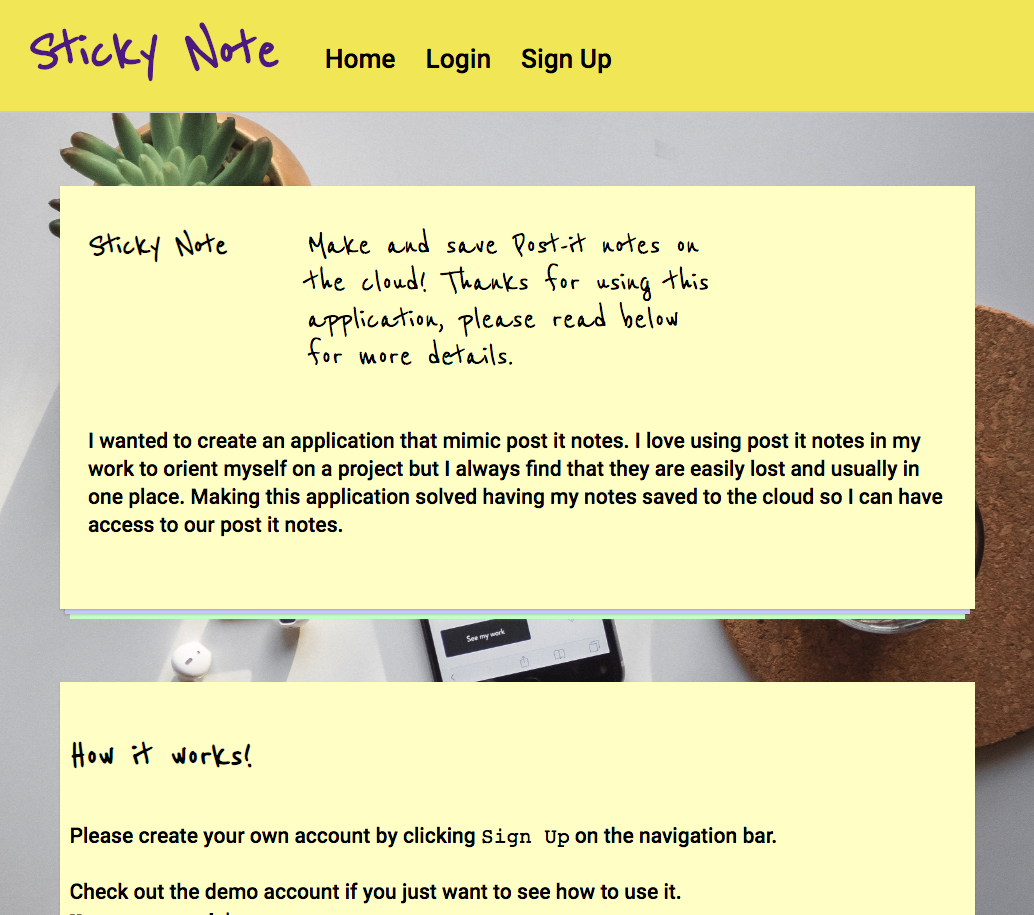 Sticky Note
Home Login Sign Up
Sticky Note
Make and save Post-it notes on
the cloud! Thanks for using this
application, please read below
for more details.
I wanted to create an application that mimic post it notes. I love using post it notes in my
work to orient myself on a project but I always find that they are easily lost and usually in
one place. Making this application solved having my notes saved to the cloud so I can have
access to our post it notes.
See my work
How it works!
Please create your own account by clicking Sign Up on the navigation bar.
Check out the demo account if you just want to see how to use it.